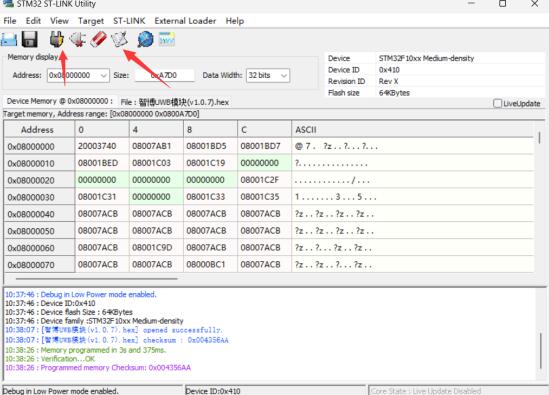 STM32 ST-LINK Utility
File Edit View Target ST-LINK External Loader Help
Memory display
Address: 0x08000000 Size: 0xA7D0 Data Width: 32 bits
Device STM32F10xx Medium-density
Device ID 0x410
Revision ID Rev X
Flash size 64KBytes
LiveUpdate
Device Memory @ 0x08000000 : File : 智博UWB模块(v1.0.7).hex
Target memory, Address range: [0x08000000 0x0800A7D0]
Address 0 4 8 C ASCII
0x08000000 20003740 08007AB1 08001BD5 08001BD7 @ 7 . ?z . . ? . . . ? . . .
0x08000010 08001BED 08001C03 08001C19 00000000 ? . . . . . . . . . . . . . . .
0x08000020 00000000 00000000 00000000 08001C2F . . . . . . . . . . . . / . . .
0x08000030 08001C31 00000000 08001C33 08001C35 1 . . . . . . . 3 . . . 5 . . .
0x08000040 08007ACB 08007ACB 08007ACB 08007ACB ?z . . ?z . . ?z . . ?z . .
0x08000050 08007ACB 08007ACB 08007ACB 08007ACB ?z . . ?z . . ?z . . ?z . .
0x08000060 08007ACB 08001C9D 08007ACB 08007ACB ?z . . ? . . . ?z . . ?z . .
0x08000070 08007ACB 08007ACB 08000BC1 08007ACB ?z . . ?z . . ? . . . ?z . .
10:37:46 : Debug in Low Power mode enabled.
10:37:46 : Device ID:0x410
10:37:46 : Device flash Size : 64KBytes
10:37:46 : Device family :STM32F10xx Medium-density
10:38:07 : [智博UWB模块(v1.0.7).hex] opened successfully.
10:38:07 : [智博UWB模块(v1.0.7).hex] checksum : 0x004356AA
10:38:26 : Memory programmed in 3s and 375ms.
10:38:26 : Verification...OK
10:38:26 : Programmed memory Checksum: 0x004356AA
Debug in Low Power mode enabled. Device ID:0x410 Core State : Live Update Disabled